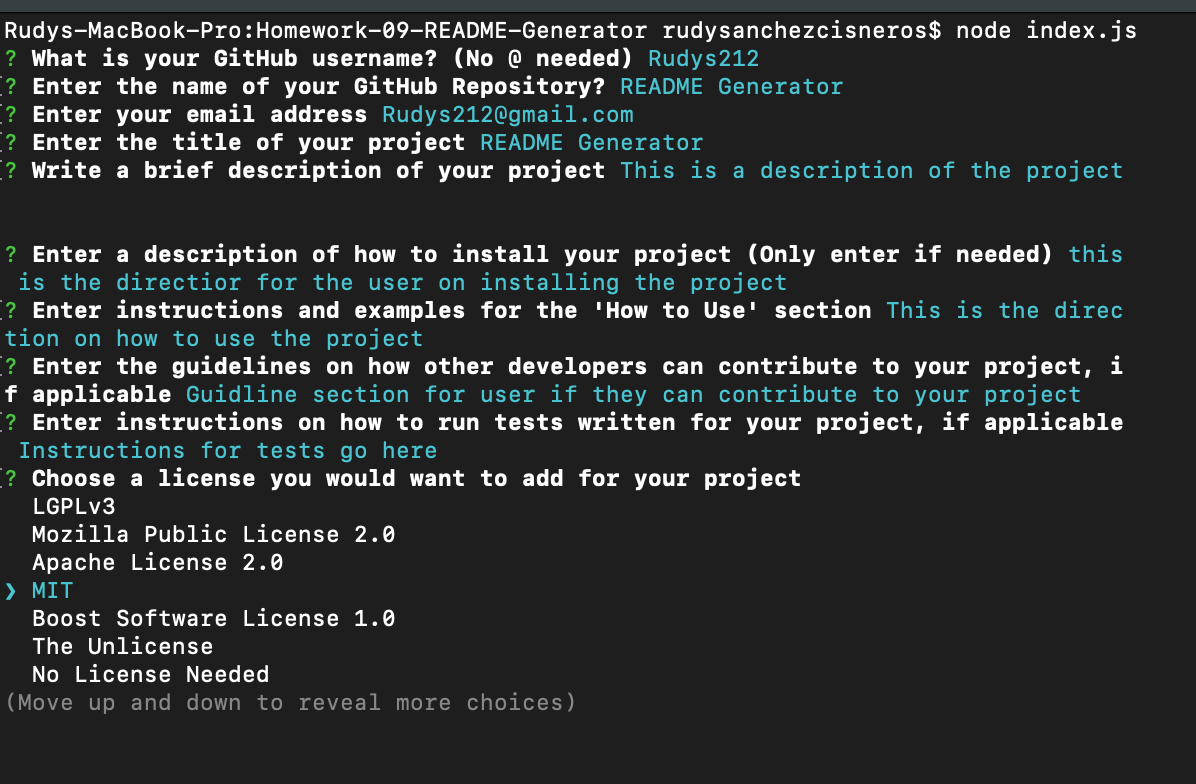 Rudys-MacBook-Pro:Homework-09-README-Generator rudysanchezcisneros$ node index.js
? What is your GitHub username? (No @ needed) Rudys212
[? Enter the name of your GitHub Repository? README Generator
[? Enter your email address Rudys212@gmail.com
[? Enter the title of your project README Generator
[? Write a brief description of your project This is a description of the project
? Enter a description of how to install your project (Only enter if needed) this
is the directior for the user on installing the project
[? Enter instructions and examples for the 'How to Use' section This is the direc
tion on how to use the project
[? Enter the guidelines on how other developers can contribute to your project, i
f applicable Guidline section for user if they can contribute to your project
[? Enter instructions on how to run tests written for your project, if applicable
Instructions for tests go here
[? Choose a license you would want to add for your project
LGPLv3
Mozilla Public License 2.0
Apache License 2.0
❯ MIT
Boost Software License 1.0
The Unlicense
No License Needed
(Move up and down to reveal more choices)